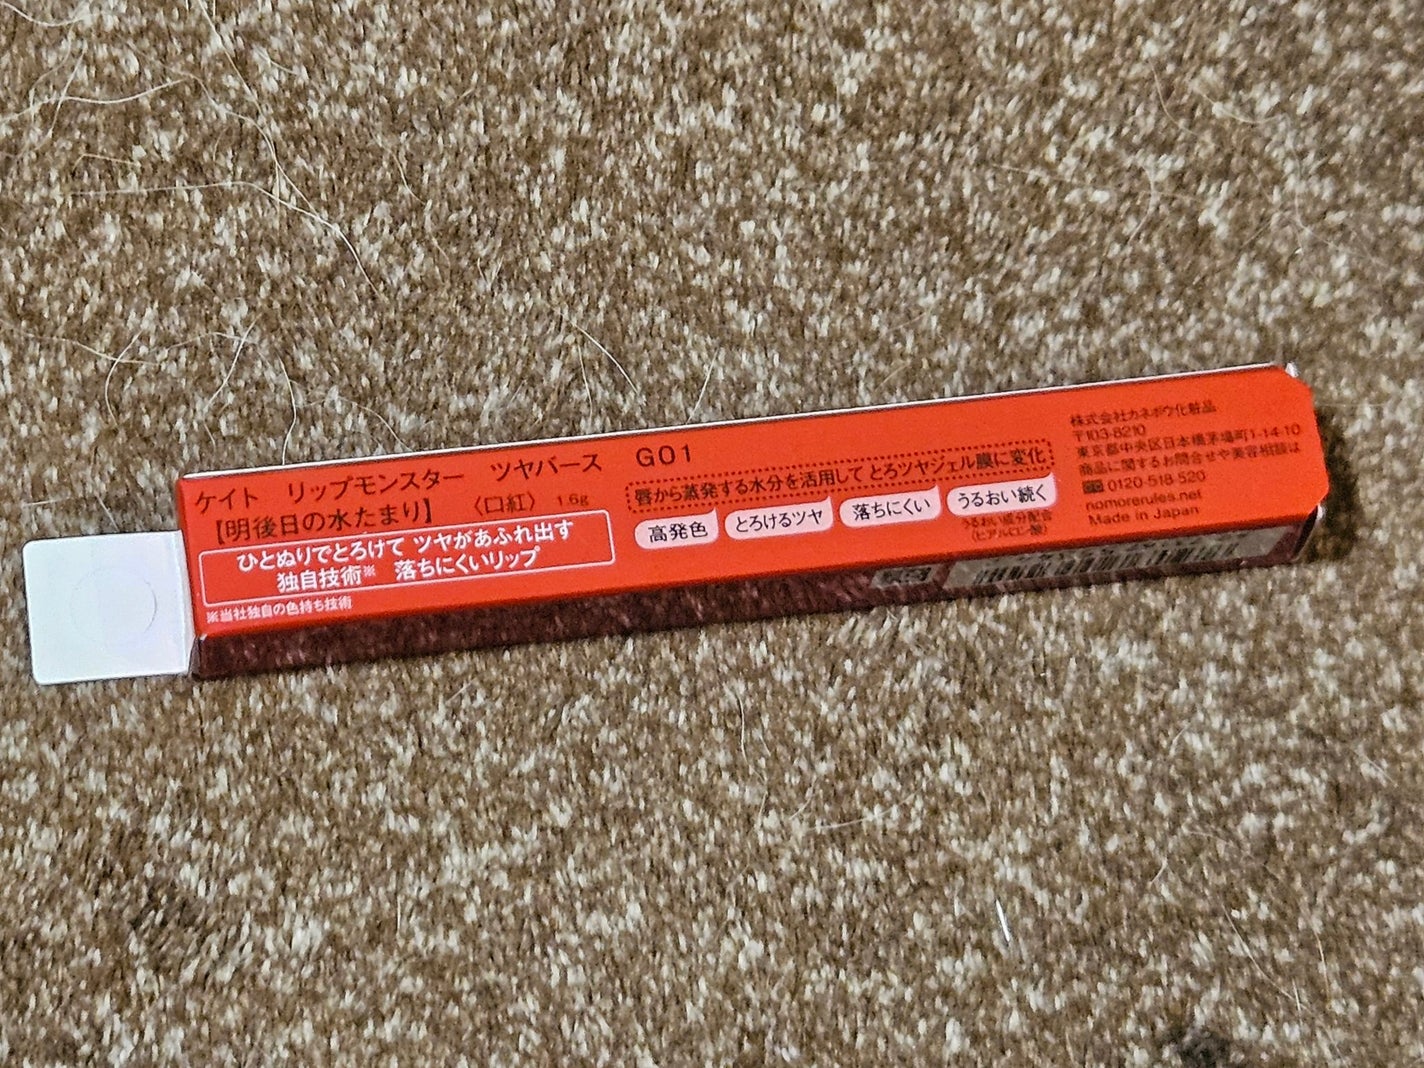 ケイト リップモンスター ツヤバース G01
【明後日の水たまり】 〈口紅〉 1.6g
ひとぬりでとろけて ツヤがあふれ出す
独自技術※ 落ちにくいリップ
※当社独自の色持ち技術
唇から蒸発する水分を活用して とろツヤジェル膜に変化
高発色 とろけるツヤ 落ちにくい うるおい続く
うるおい成分配合
(ヒアルロン酸)
株式会社カネボウ化粧品
〒103-8210
東京都中央区日本橋茅場町1-14-10
商品に関するお問合せや美容相談は
0120-518-520
nomorerules.net
Made in Japan